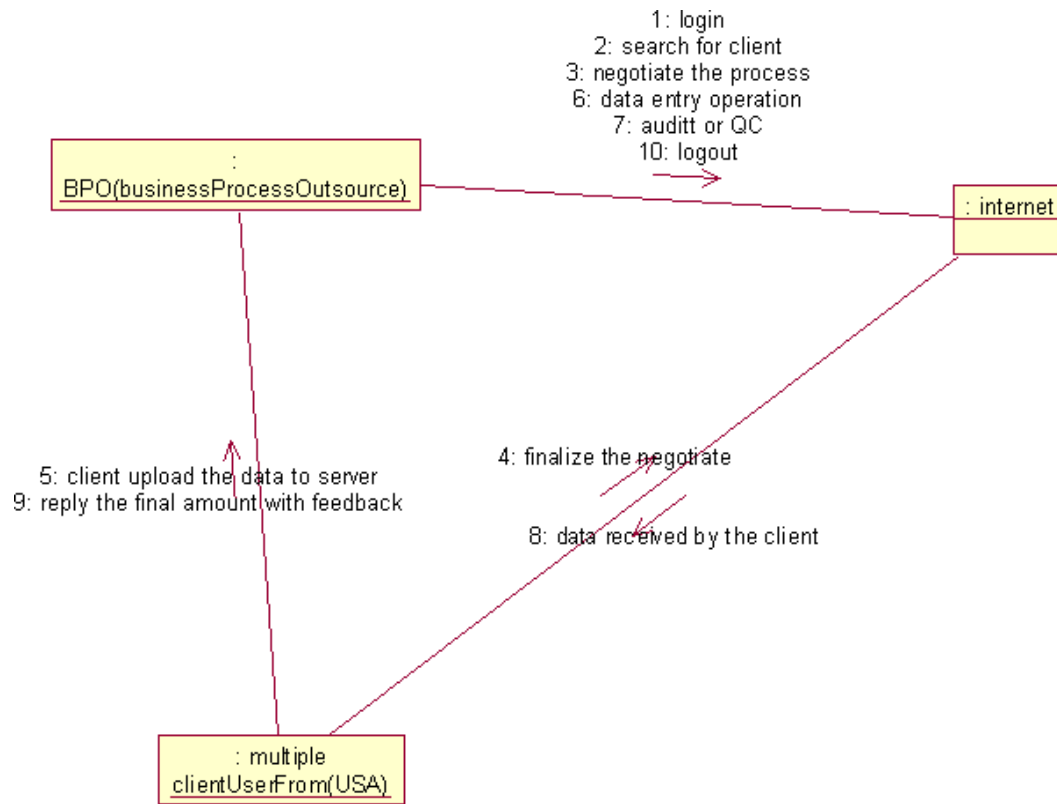 1: login
2: search for client
3: negotiate the process
6: data entry operation
7: auditt or QC
10: logout
:
BPO(businessProcessOutsource)
: internet
4: finalize the negotiate
5: client upload the data to server
9: reply the final amount with feedback
8: data received by the client
: multiple
clientUserFrom(USA)